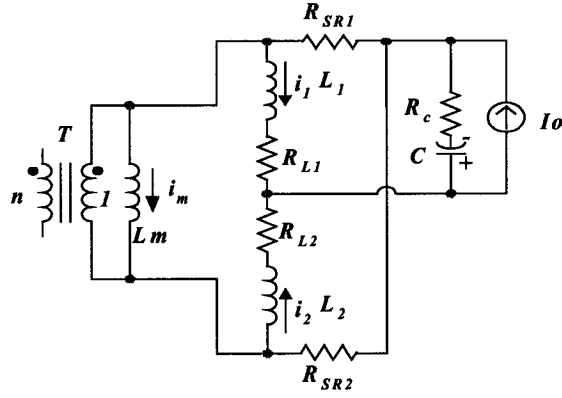 R_SR1
i_1 L_1
R_c
Io
T
R_L1
C
-
+
n
1
i_m
Lm
R_L2
i_2 L_2
R_SR2